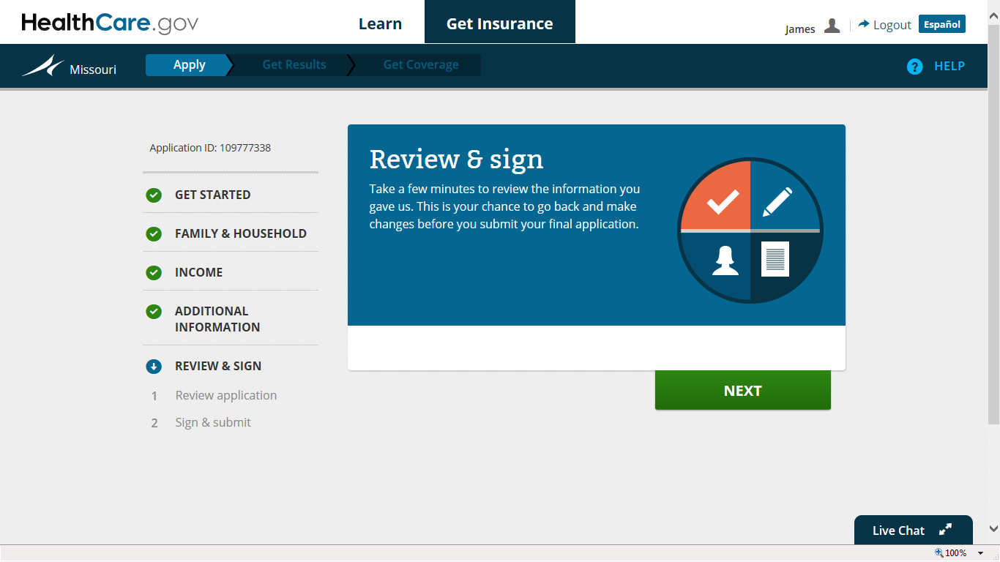 HealthCare.gov
Learn
Get Insurance
James
Logout
Español
Missouri
Apply
Get Results
Get Coverage
? HELP
Application ID: 109777338
GET STARTED
FAMILY & HOUSEHOLD
INCOME
ADDITIONAL
INFORMATION
REVIEW & SIGN
1 Review application
2 Sign & submit
Review & sign
Take a few minutes to review the information you
gave us. This is your chance to go back and make
changes before you submit your final application.
NEXT
Live Chat
100%